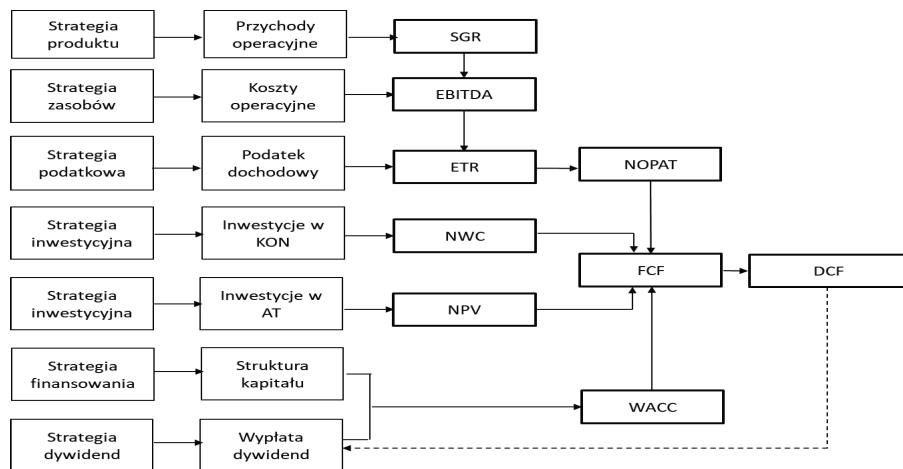 Strategia
produktu
Przychody
operacyjne
SGR
Strategia
zasobów
Koszty
operacyjne
EBITDA
Strategia
podatkowa
Podatek
dochodowy
ETR
NOPAT
Strategia
inwestycyjna
Inwestycje w
KON
NWC
FCF
DCF
Strategia
inwestycyjna
Inwestycje w
AT
NPV
Strategia
finansowania
Struktura
kapitału
WACC
Strategia
dywidend
Wypłata
dywidend